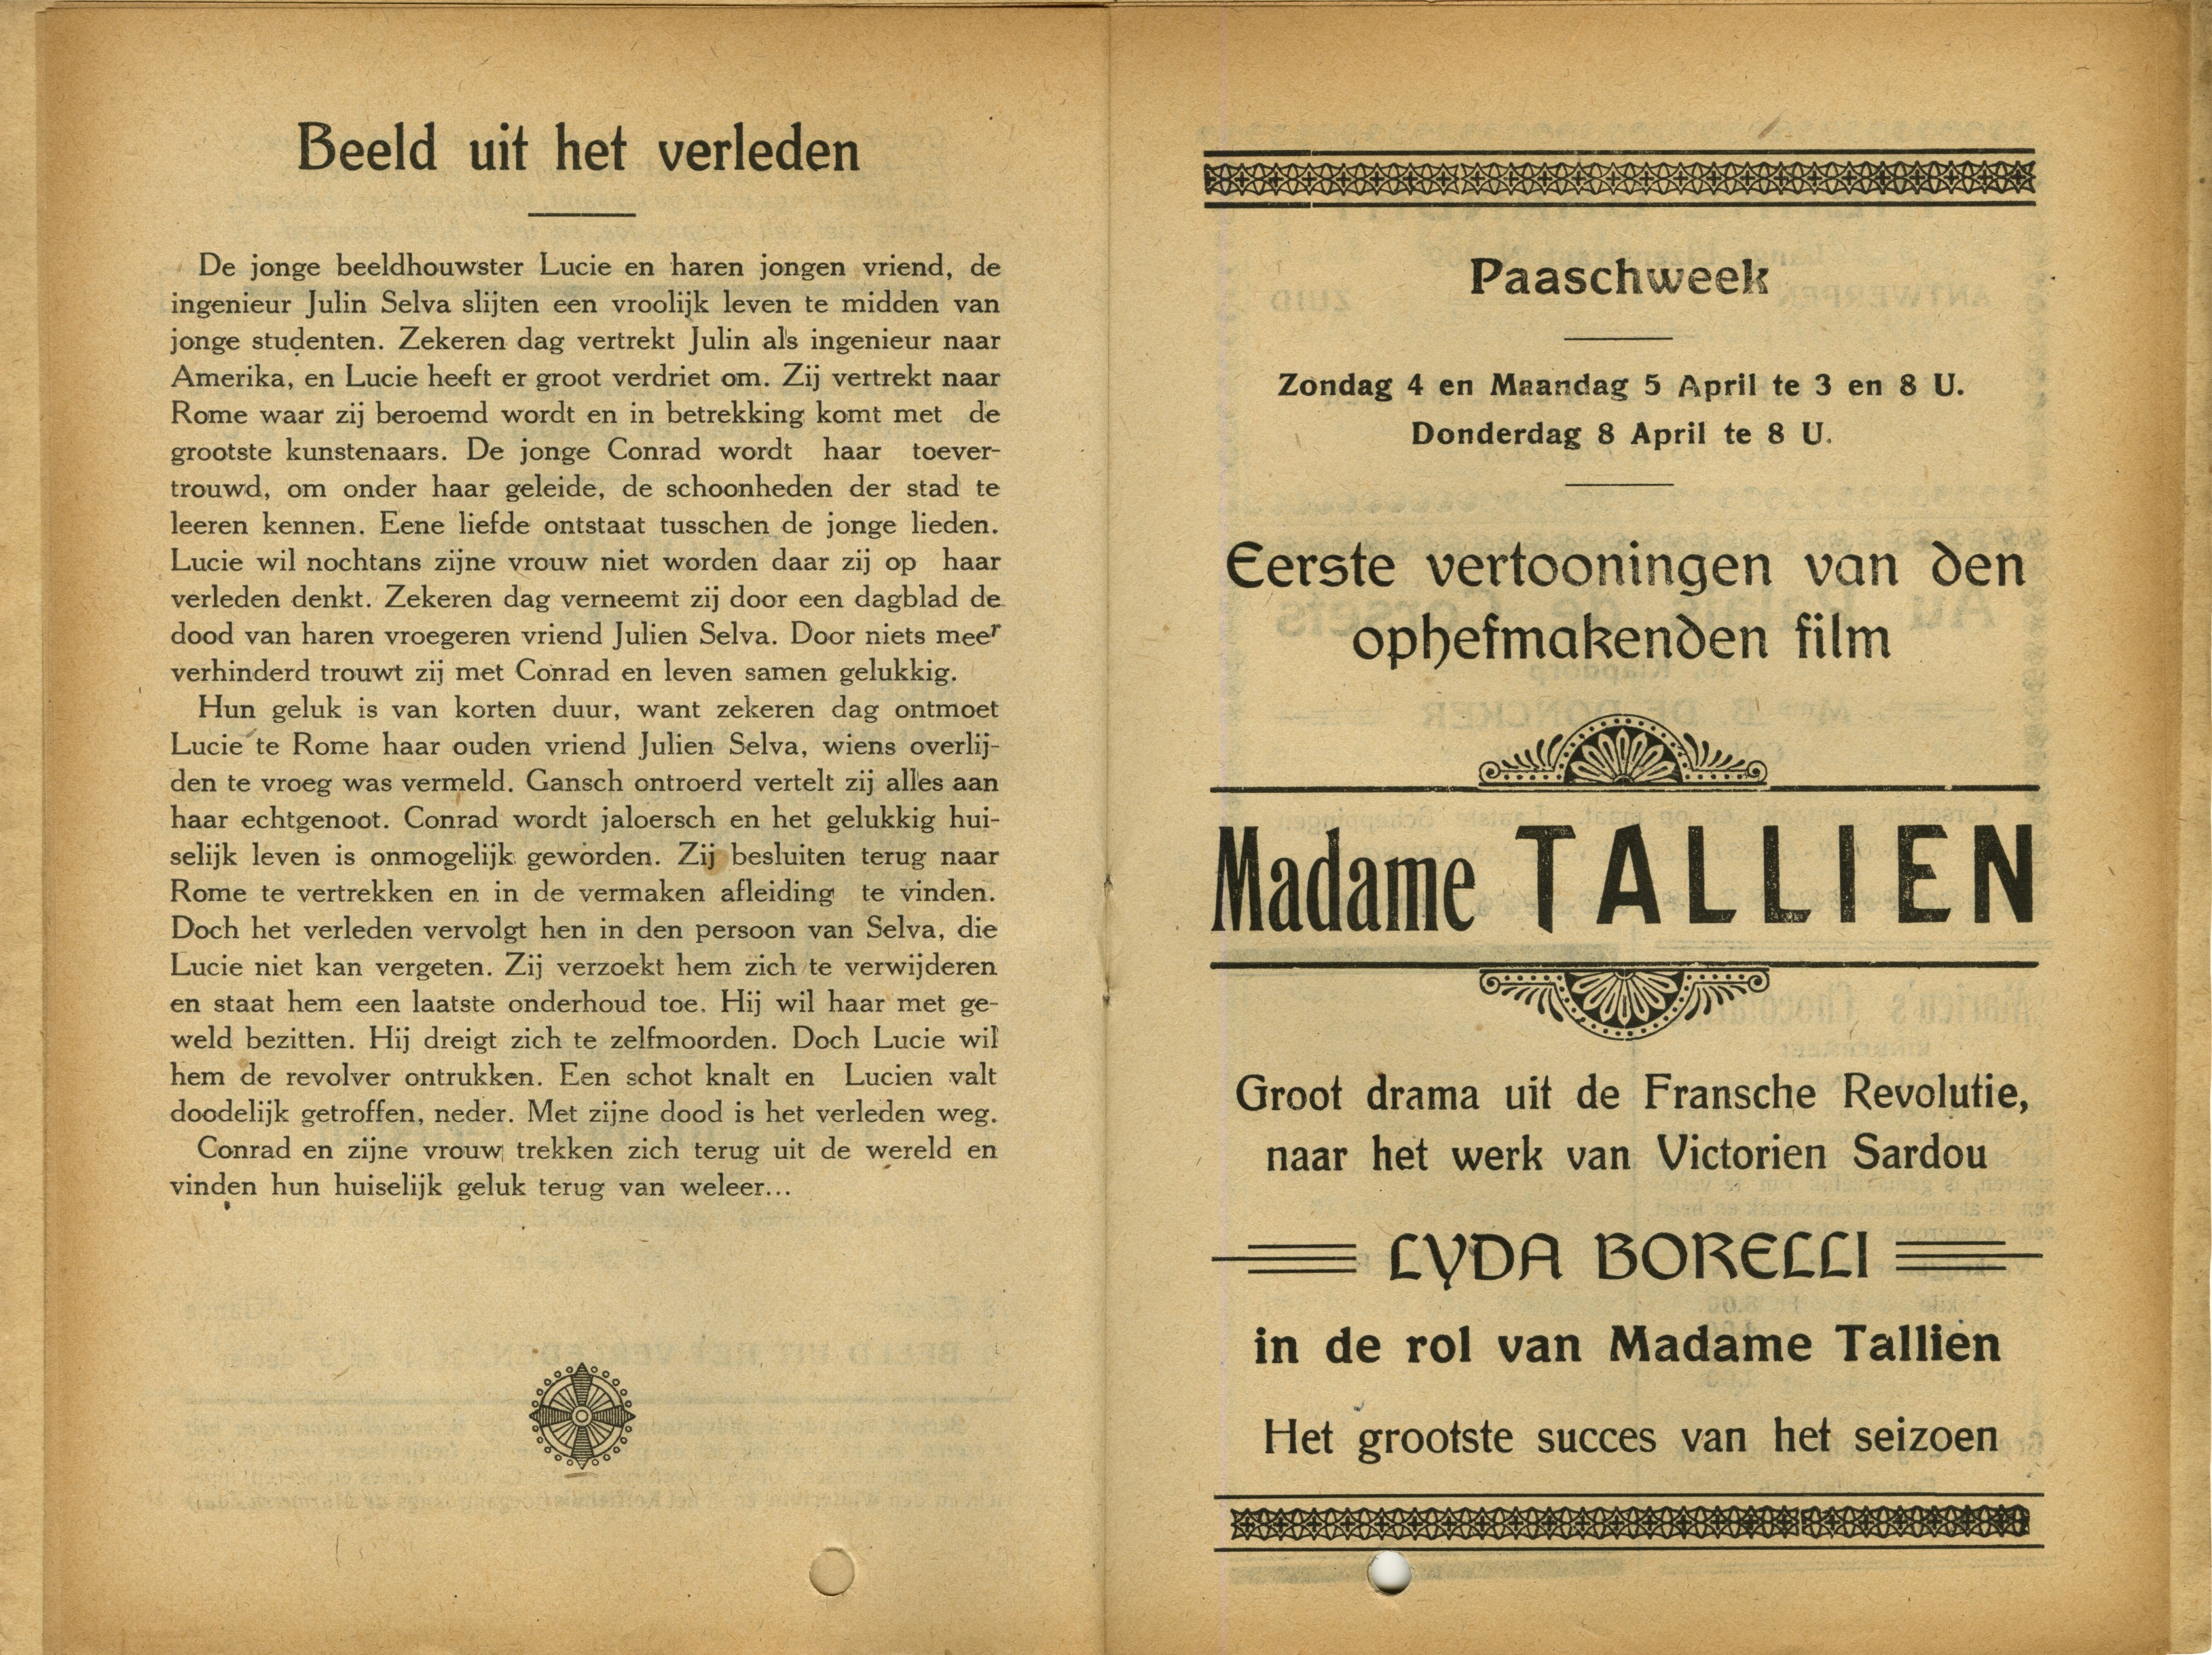 Beeld uit het verleden
De jonge beeldhouwster Lucie en haren jongen vriend, de
ingenieur Julin Selva slijten een vroolijk leven te midden van
jonge studenten. Zekeren dag vertrekt Julin als ingenieur naar
Amerika, en Lucie heeft er groot verdriet om. Zij vertrekt naar
Rome waar zij beroemd wordt en in betrekking komt met de
grootste kunstenaars. De jonge Conrad wordt haar toever-
trouwd, om onder haar geleide, de schoonheden der stad te
leeren kennen. Eene liefde ontstaat tusschen de jonge lieden.
Lucie wil nochtans zijne vrouw niet worden daar zij op haar
verleden denkt. Zekeren dag verneemt zij door een dagblad de
dood van haren vroegeren vriend Julien Selva. Door niets meer
verhinderd trouwt zij met Conrad en leven samen gelukkig.
Hun geluk is van korten duur, want zekeren dag ontmoet
Lucie te Rome haar ouden vriend Julien Selva, wiens overlij-
den te vroeg was vermeld. Gansch ontroerd vertelt zij alles aan
haar echtgenoot. Conrad wordt jaloersch en het gelukkig hui-
selijk leven is onmogelijk geworden. Zij besluiten terug naar
Rome te vertrekken en in de vermaken afleiding te vinden.
Doch het verleden vervolgt hen in den persoon van Selva, die
Lucie niet kan vergeten. Zij verzoekt hem zich te verwijderen
en staat hem een laatste onderhoud toe. Hij wil haar met ge-
weld bezitten. Hij dreigt zich te zelfmoorden. Doch Lucie wil
hem de revolver ontrukken. Een schot knalt en Lucien valt
doodelijk getroffen, neder. Met zijne dood is het verleden weg.
Conrad en zijne vrouw trekken zich terug uit de wereld en
vinden hun huiselijk geluk terug van weleer...
Paaschweek
Zondag 4 en Maandag 5 April te 3 en 8 U.
Donderdag 8 April te 8 U.
Eerste vertooningen van den
ophefmakenden film
Madame TALLIEN
Groot drama uit de Fransche Revolutie,
naar het werk van Victorien Sardou
LYDA BORELLI
in de rol van Madame Tallien
Het grootste succes van het seizoen